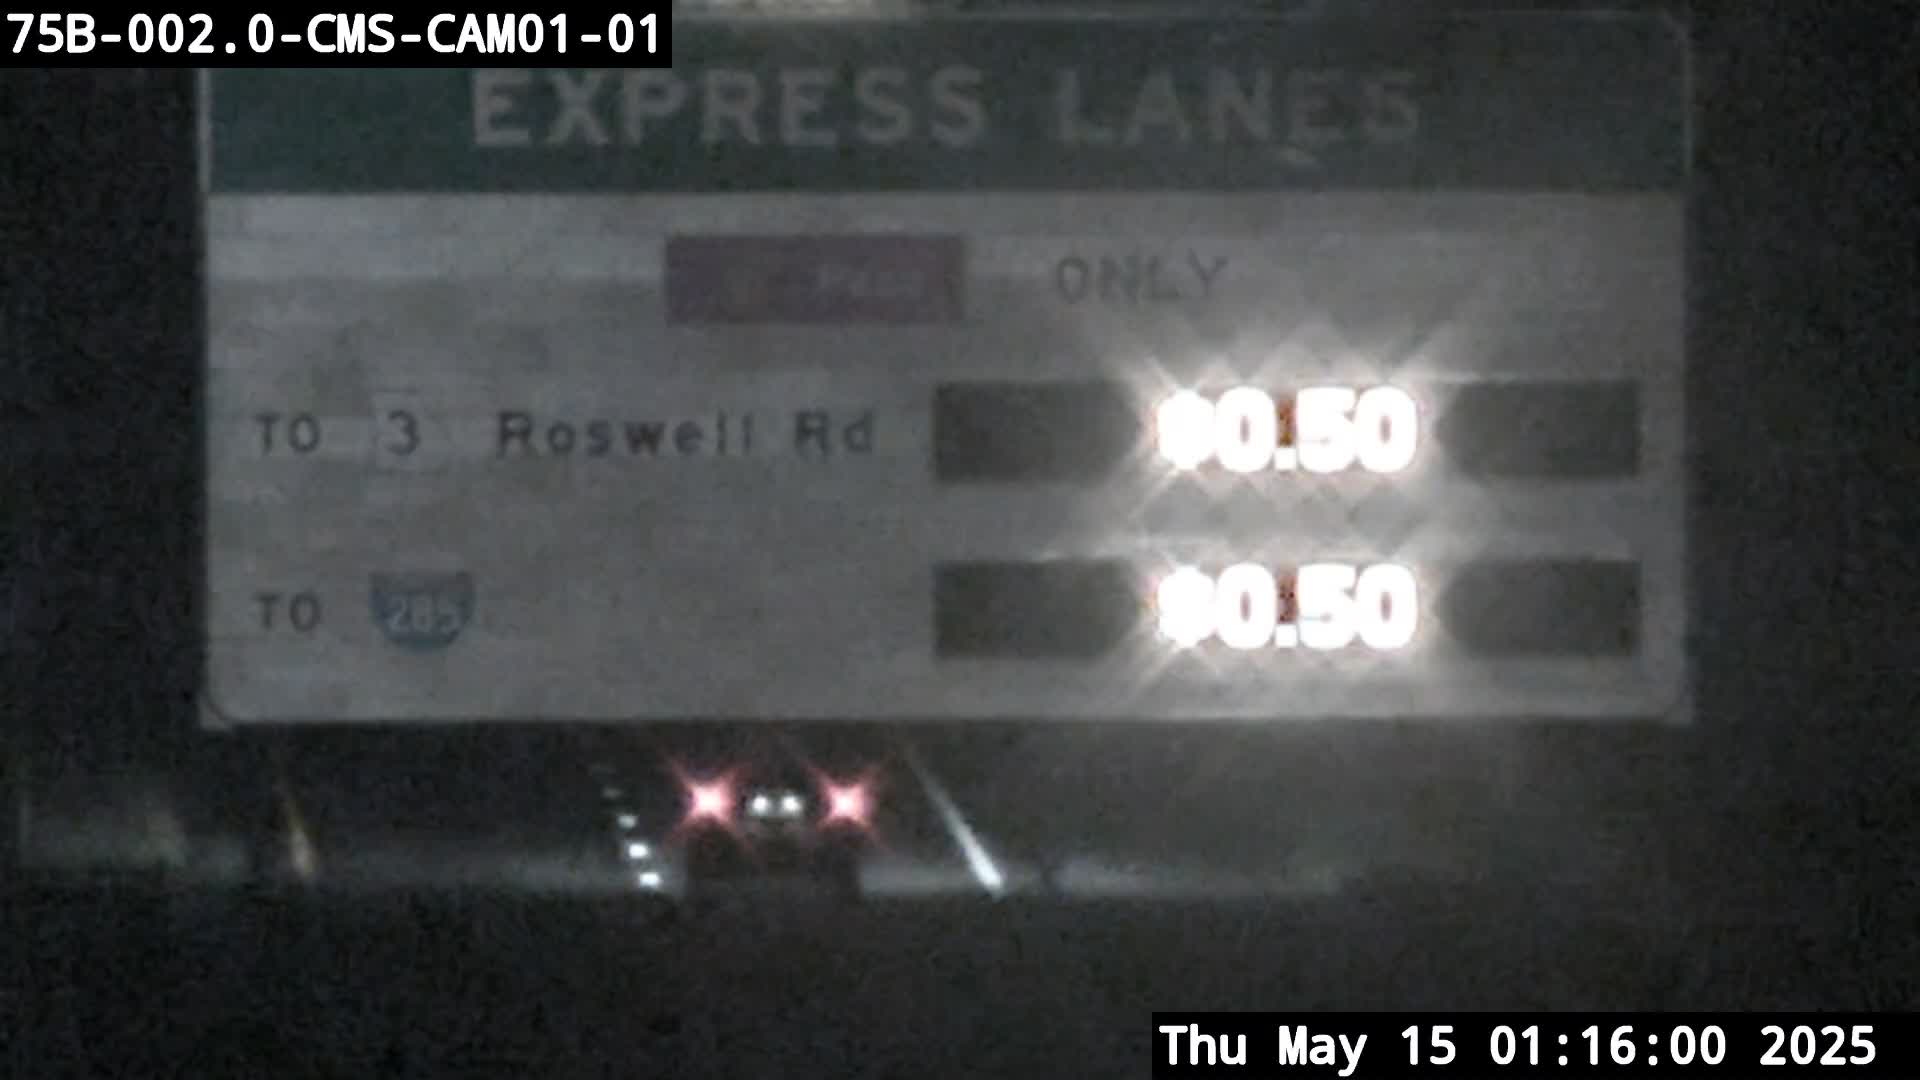 75B-002.0-CMS-CAM01-01
EXPRESS LANES
ONLY
TO 3 Roswell Rd $0.50
TO 285 $0.50
Thu May 15 01:16:00 2025